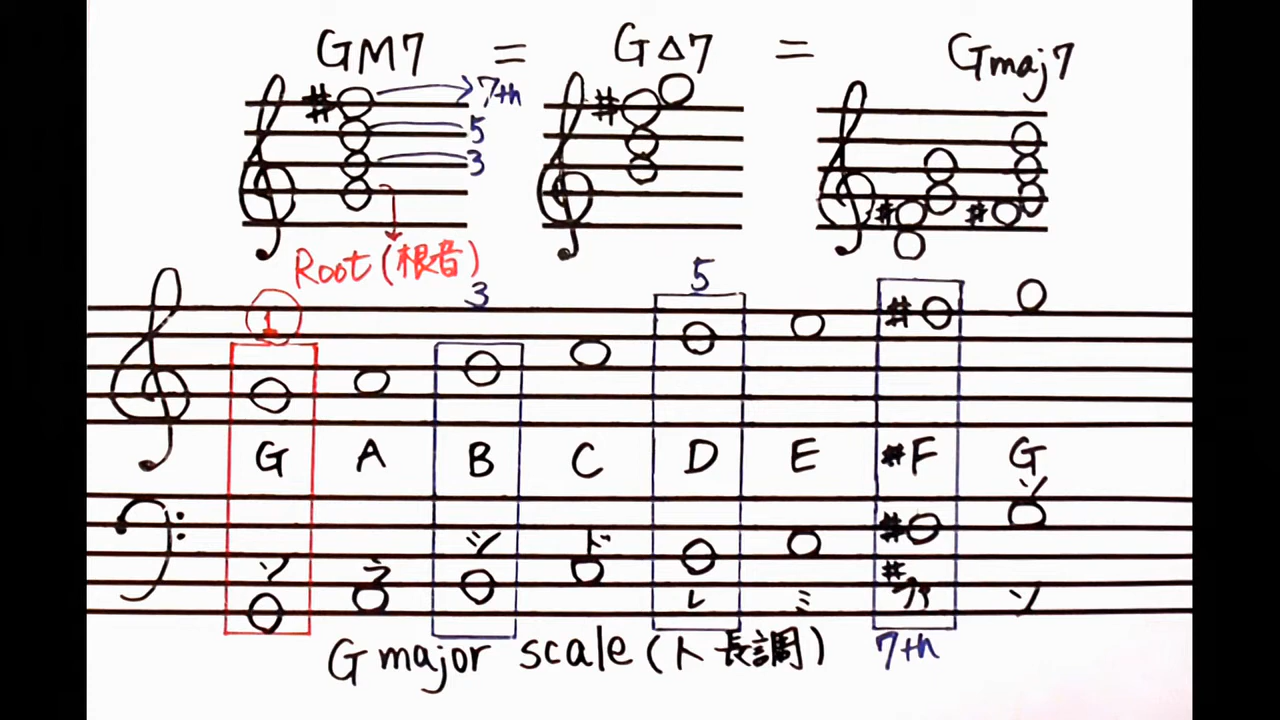 GM7 = G△7 = Gmaj7
# 7th #
5
3
# #
Root (根音)
1 3 5
#
G A B C D E #F G
ソ
#
シ ド
ソ ラ #
レ ミ ファ ソ
G major scale (ト長調) 7th